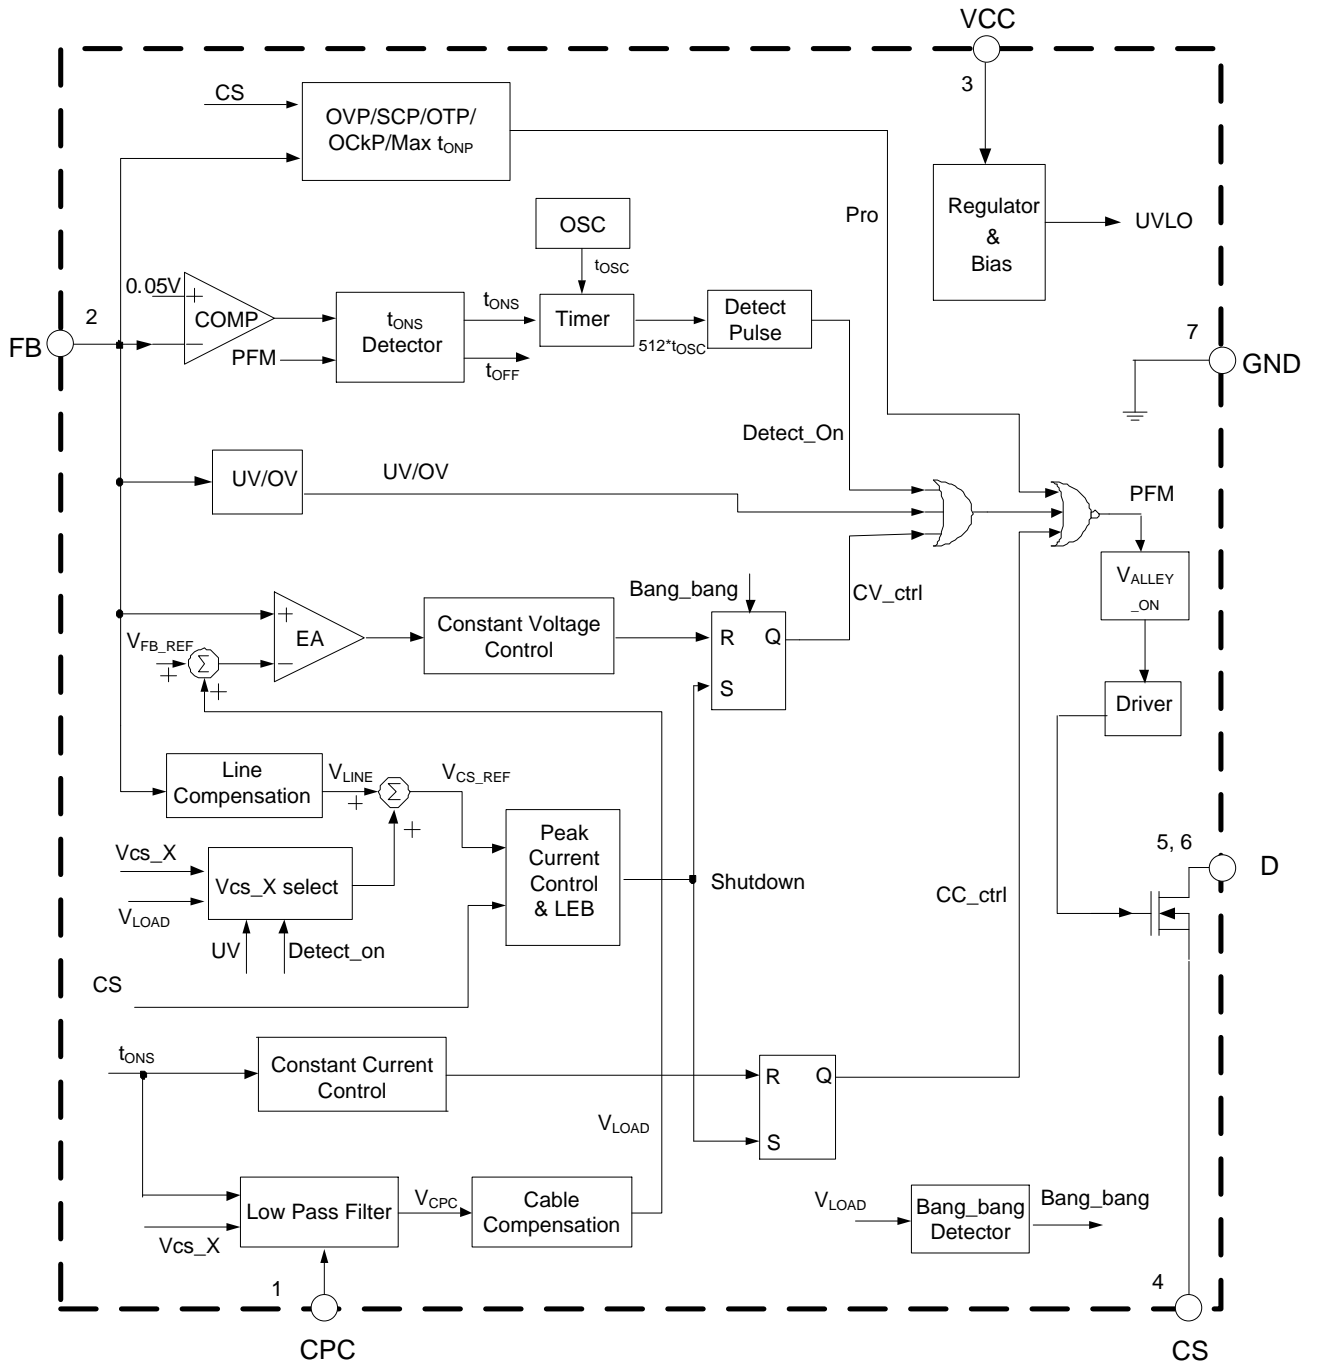 VCC
3
CS
OVP/SCP/OTP/
OCkP/Max tONP
Pro
Regulator
&
Bias
UVLO
OSC
tOSC
0.05V
+
COMP
−
PFM
tONS
Detector
tONS
tOFF
Timer
512*tOSC
Detect
Pulse
2
FB
7
GND
Detect_On
UV/OV
UV/OV
PFM
VALLEY
_ON
Bang_bang
CV_ctrl
+
EA
−
Constant Voltage
Control
R
Q
S
VFB_REF
+
Σ
+
Driver
Line
Compensation
VLINE
+
Σ
+
VCS_REF
Peak
Current
Control
& LEB
Shutdown
Vcs_X
VLOAD
Vcs_X select
UV
Detect_on
CS
5, 6
D
CC_ctrl
tONS
Constant Current
Control
R
Q
S
VLOAD
Low Pass Filter
Vcs_X
VCPC
Cable
Compensation
VLOAD
Bang_bang
Detector
Bang_bang
1
CPC
4
CS